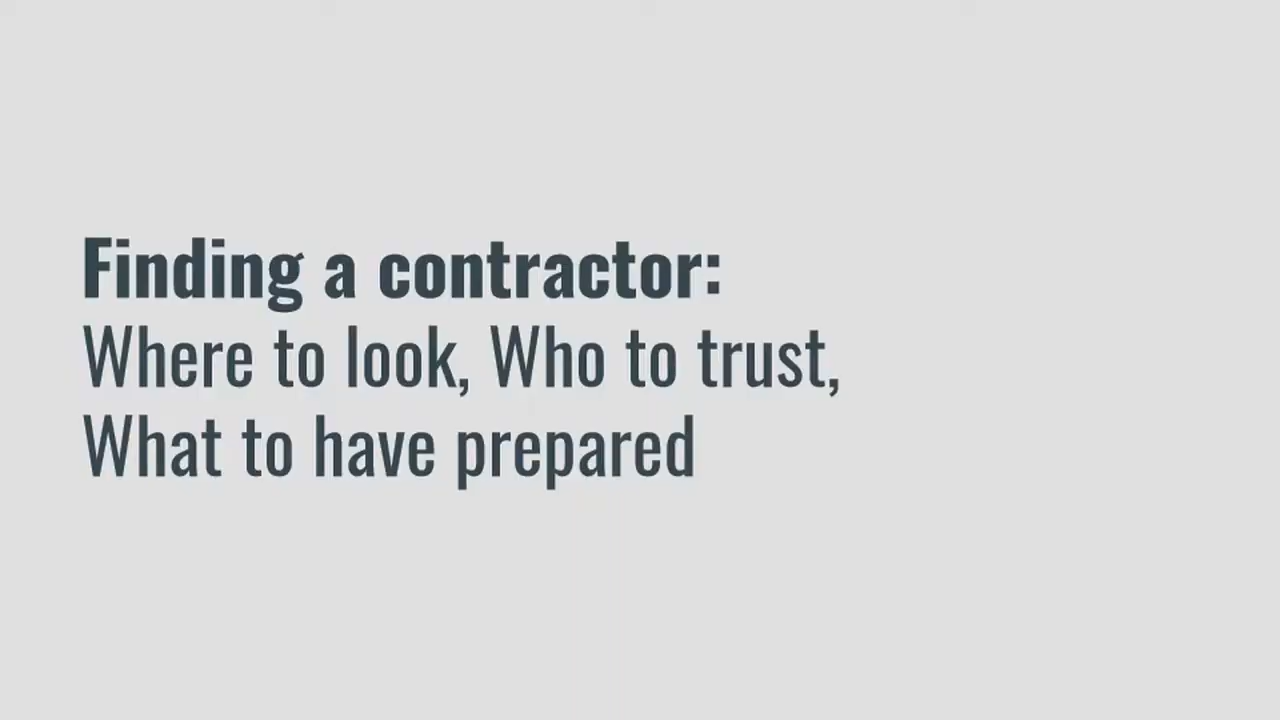 Finding a contractor:
Where to look, Who to trust,
What to have prepared